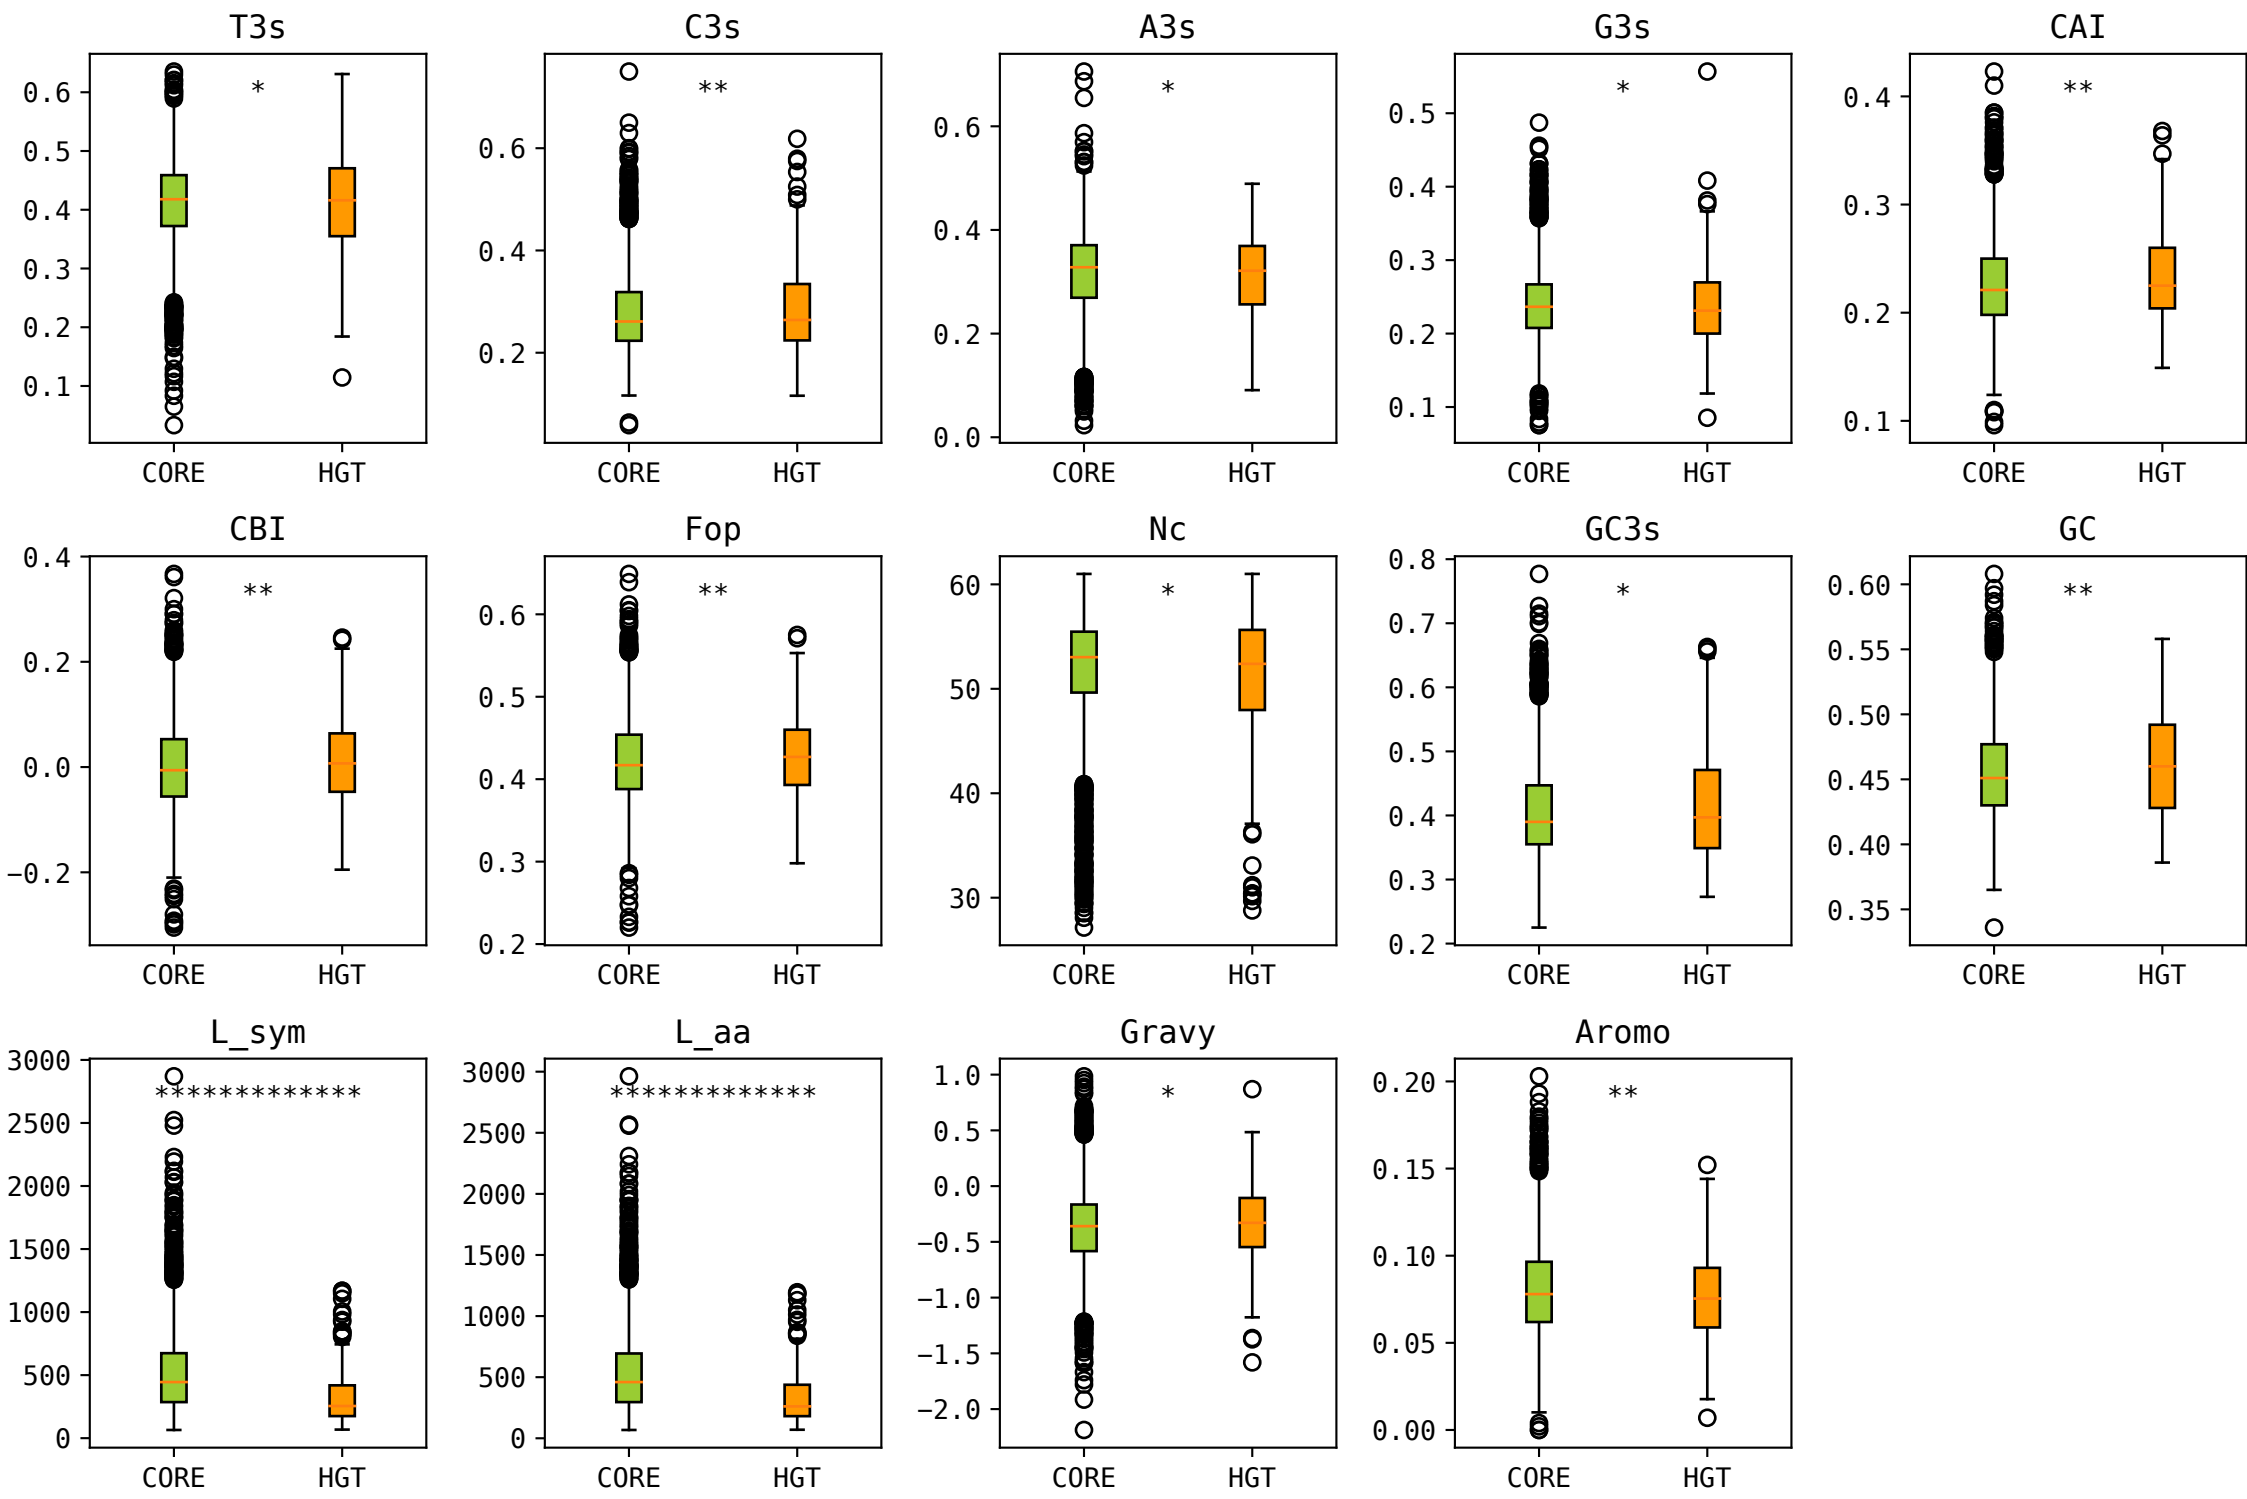 T3s C3s A3s G3s CAI
* ** * * **
0.6 0.5 0.4 0.3 0.2 0.1
0.6 0.4 0.2
0.6 0.4 0.2 0.0
0.5 0.4 0.3 0.2 0.1
0.4 0.3 0.2 0.1
CORE HGT CORE HGT CORE HGT CORE HGT CORE HGT
CBI Fop Nc GC3s GC
** ** * * **
0.4 0.2 0.0 −0.2
0.6 0.5 0.4 0.3 0.2
60 50 40 30
0.8 0.7 0.6 0.5 0.4 0.3 0.2
0.60 0.55 0.50 0.45 0.40 0.35
CORE HGT CORE HGT CORE HGT CORE HGT CORE HGT
L_sym L_aa Gravy Aromo
************* ************* * **
3000 2500 2000 1500 1000 500 0
3000 2500 2000 1500 1000 500 0
1.0 0.5 0.0 −0.5 −1.0 −1.5 −2.0
0.20 0.15 0.10 0.05 0.00
CORE HGT CORE HGT CORE HGT CORE HGT